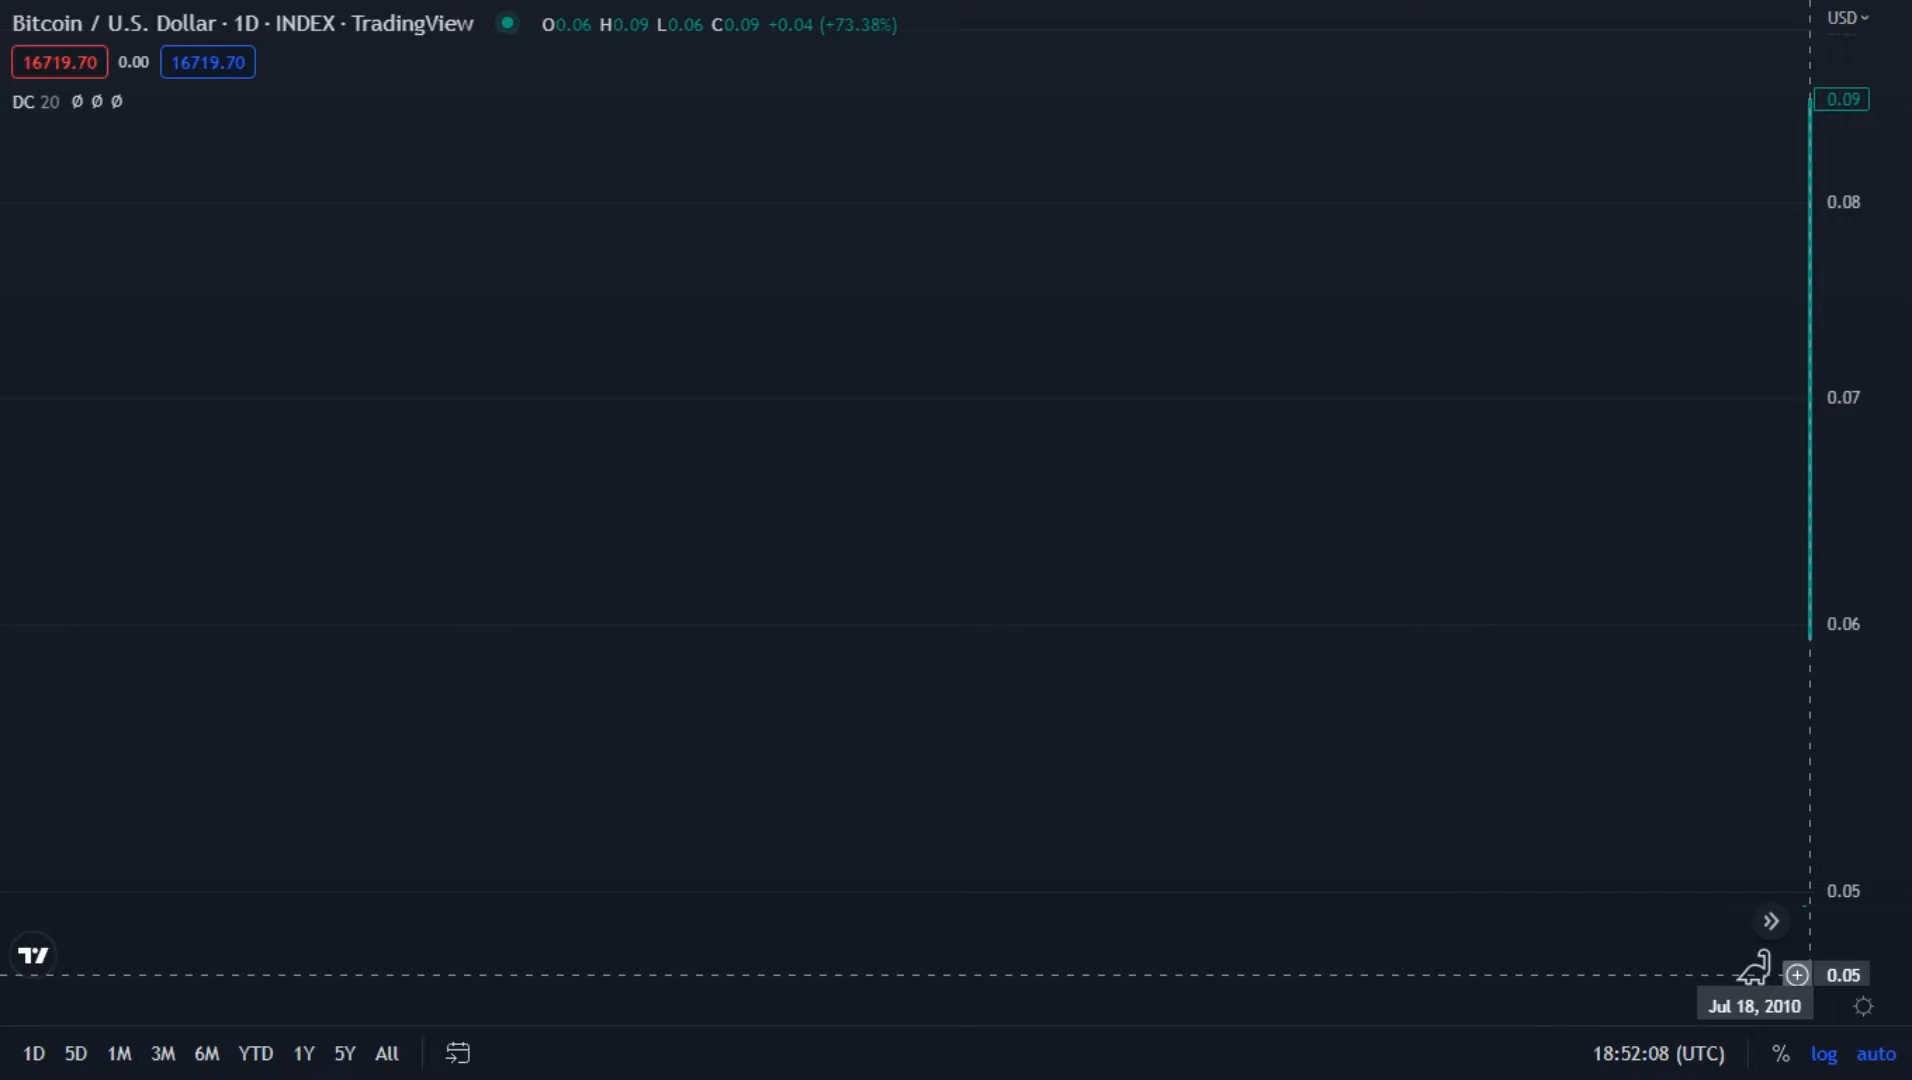 Bitcoin / U.S. Dollar · 1D · INDEX · TradingView O0.06 H0.09 L0.06 C0.09 +0.04 (+73.38%)
USD
16719.70 0.00 16719.70
DC 20 Ø Ø Ø
0.09
0.08
0.07
0.06
0.05
0.05
Jul 18, 2010
1D 5D 1M 3M 6M YTD 1Y 5Y All 18:52:08 (UTC) % log auto